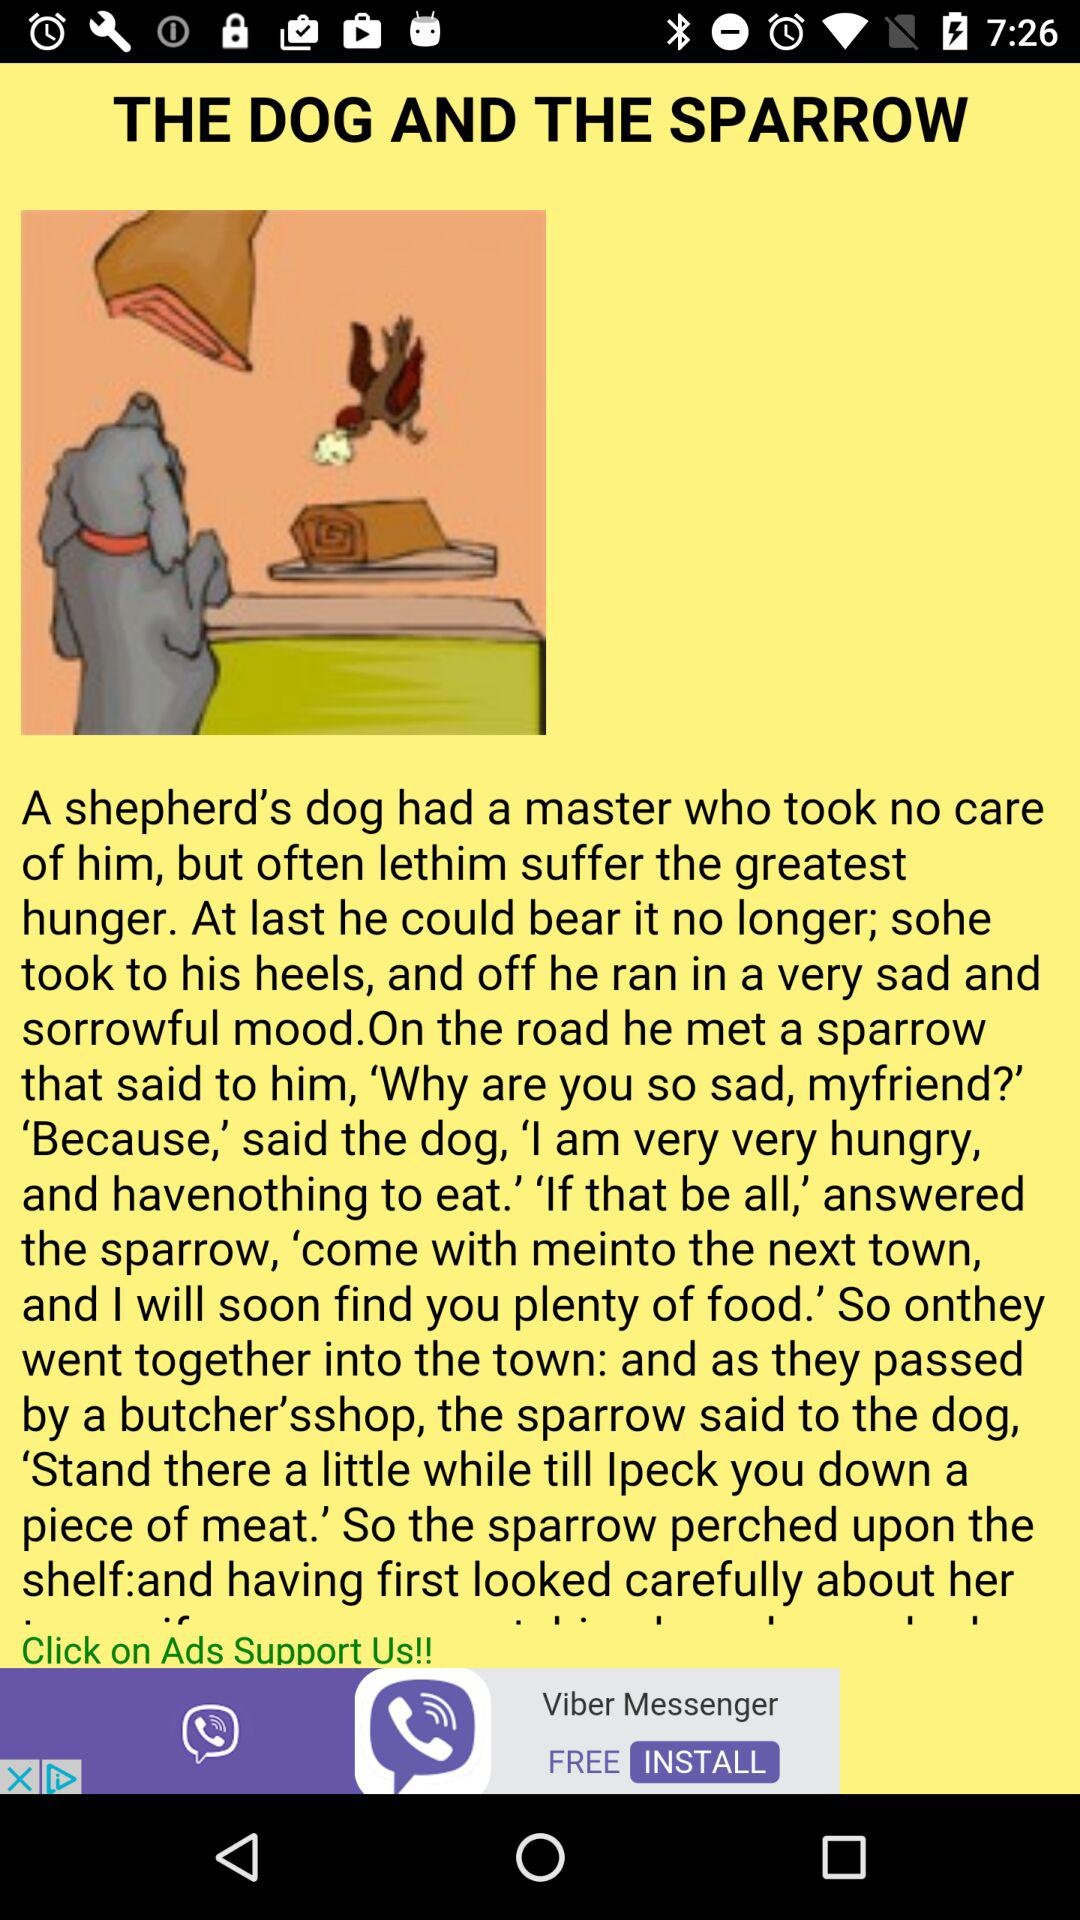 7:26
THE DOG AND THE SPARROW
A shepherd’s dog had a master who took no care
of him, but often lethim suffer the greatest
hunger. At last he could bear it no longer; sohe
took to his heels, and off he ran in a very sad and
sorrowful mood.On the road he met a sparrow
that said to him, ‘Why are you so sad, myfriend?’
‘Because,’ said the dog, ‘I am very very hungry,
and havenothing to eat.’ ‘If that be all,’ answered
the sparrow, ‘come with meinto the next town,
and I will soon find you plenty of food.’ So onthey
went together into the town: and as they passed
by a butcher’sshop, the sparrow said to the dog,
‘Stand there a little while till Ipeck you down a
piece of meat.’ So the sparrow perched upon the
shelf:and having first looked carefully about her
Click on Ads Support Us!!
Viber Messenger
FREE INSTALL